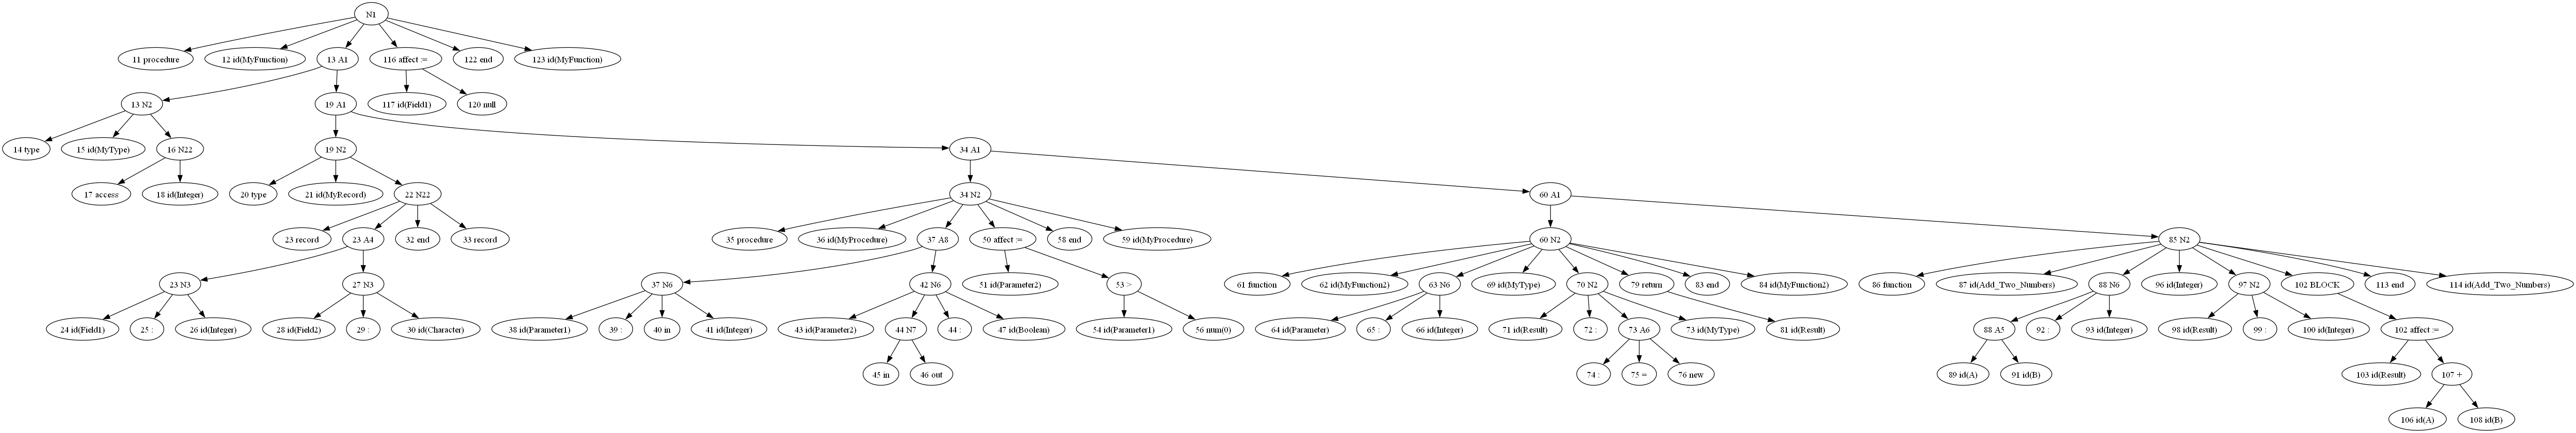 N1
11 procedure
12 id(MyFunction)
13 A1
116 affect :=
122 end
123 id(MyFunction)
13 N2
19 A1
117 id(Field1)
120 null
14 type
15 id(MyType)
16 N22
19 N2
34 A1
17 access
18 id(Integer)
20 type
21 id(MyRecord)
22 N22
34 N2
60 A1
23 record
23 A4
32 end
33 record
35 procedure
36 id(MyProcedure)
37 A8
50 affect :=
58 end
59 id(MyProcedure)
60 N2
85 N2
23 N3
27 N3
37 N6
42 N6
51 id(Parameter2)
53 >
61 function
62 id(MyFunction2)
63 N6
69 id(MyType)
70 N2
79 return
83 end
84 id(MyFunction2)
86 function
87 id(Add_Two_Numbers)
88 N6
96 id(Integer)
97 N2
102 BLOCK
113 end
114 id(Add_Two_Numbers)
24 id(Field1)
25 :
26 id(Integer)
28 id(Field2)
29 :
30 id(Character)
38 id(Parameter1)
39 :
40 in
41 id(Integer)
43 id(Parameter2)
44 N7
44 :
47 id(Boolean)
54 id(Parameter1)
56 num(0)
64 id(Parameter)
65 :
66 id(Integer)
71 id(Result)
72 :
73 A6
73 id(MyType)
81 id(Result)
88 A5
92 :
93 id(Integer)
98 id(Result)
99 :
100 id(Integer)
102 affect :=
45 in
46 out
74 :
75 =
76 new
89 id(A)
91 id(B)
103 id(Result)
107 +
106 id(A)
108 id(B)